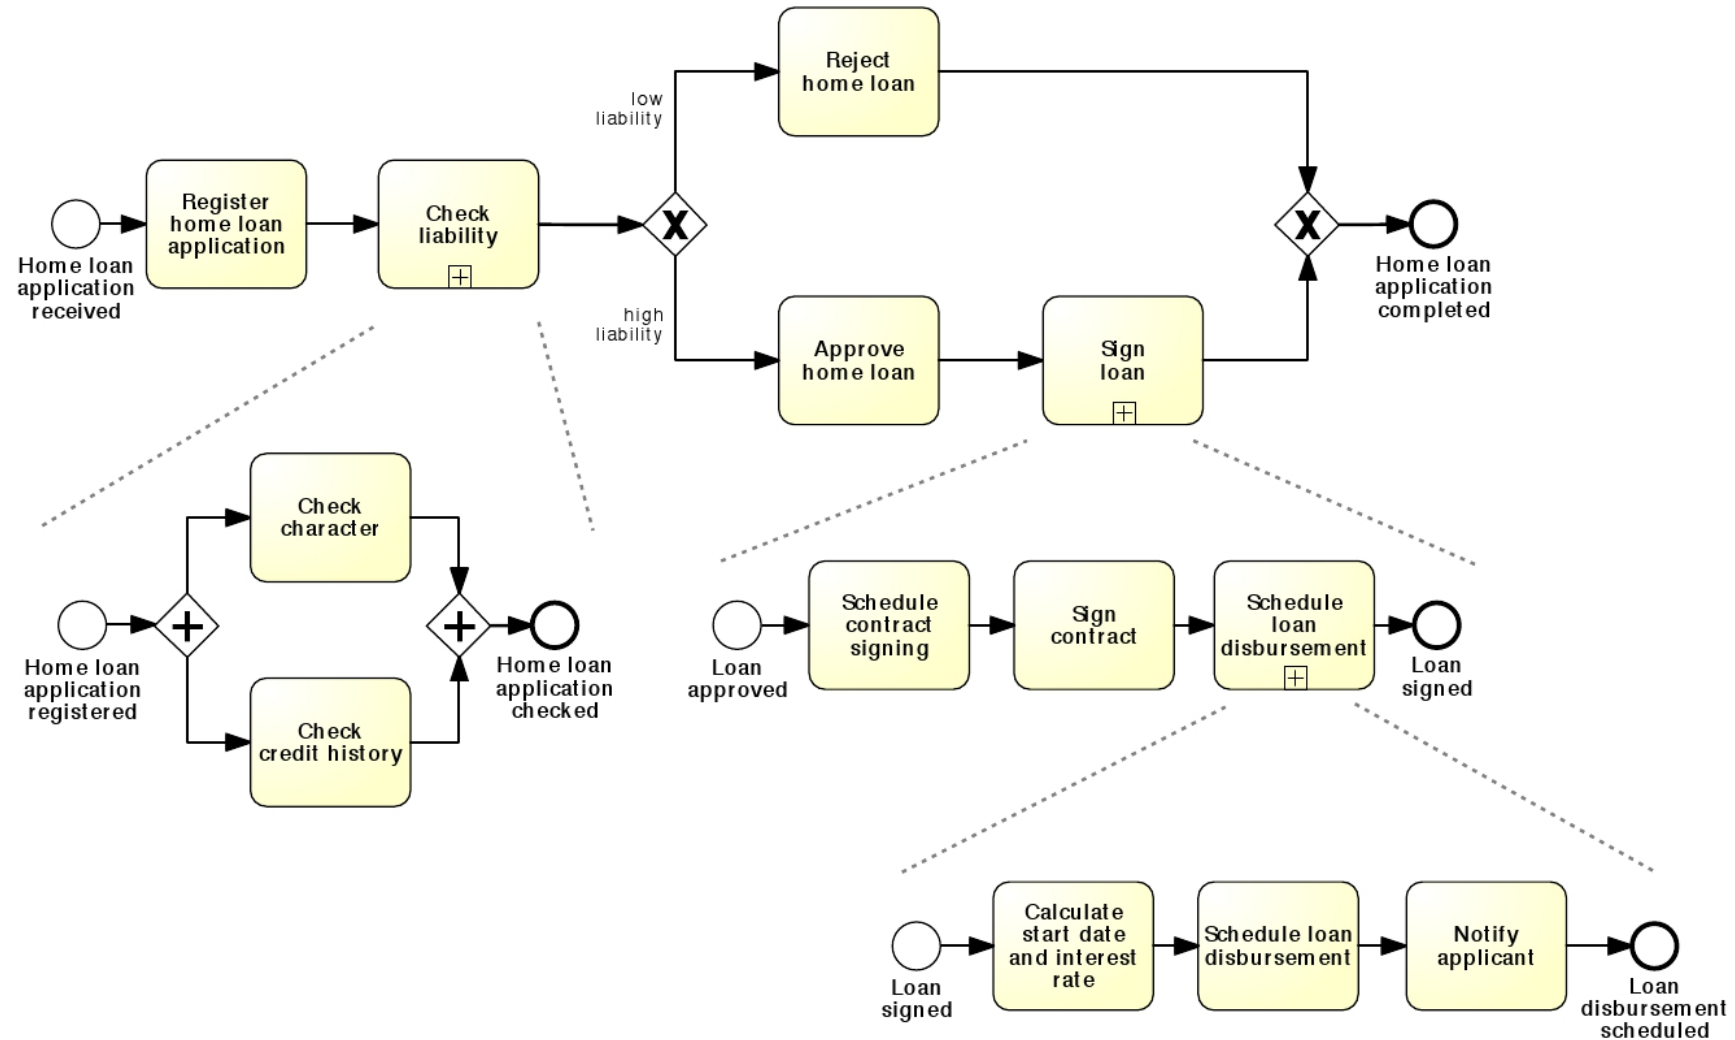 Reject
home loan
low
liability
Register
home loan
application
Check
liability
X
X
Home loan
application
received
Home loan
application
completed
high
liability
Approve
home loan
Sign
loan
Check
character
Home loan
application
registered
Home loan
application
checked
Check
credit history
Schedule
contract
signing
Sign
contract
Schedule
loan
disbursement
Loan
approved
Loan
signed
Calculate
start date
and interest
rate
Schedule loan
disbursement
Notify
applicant
Loan
signed
Loan
disbursement
scheduled